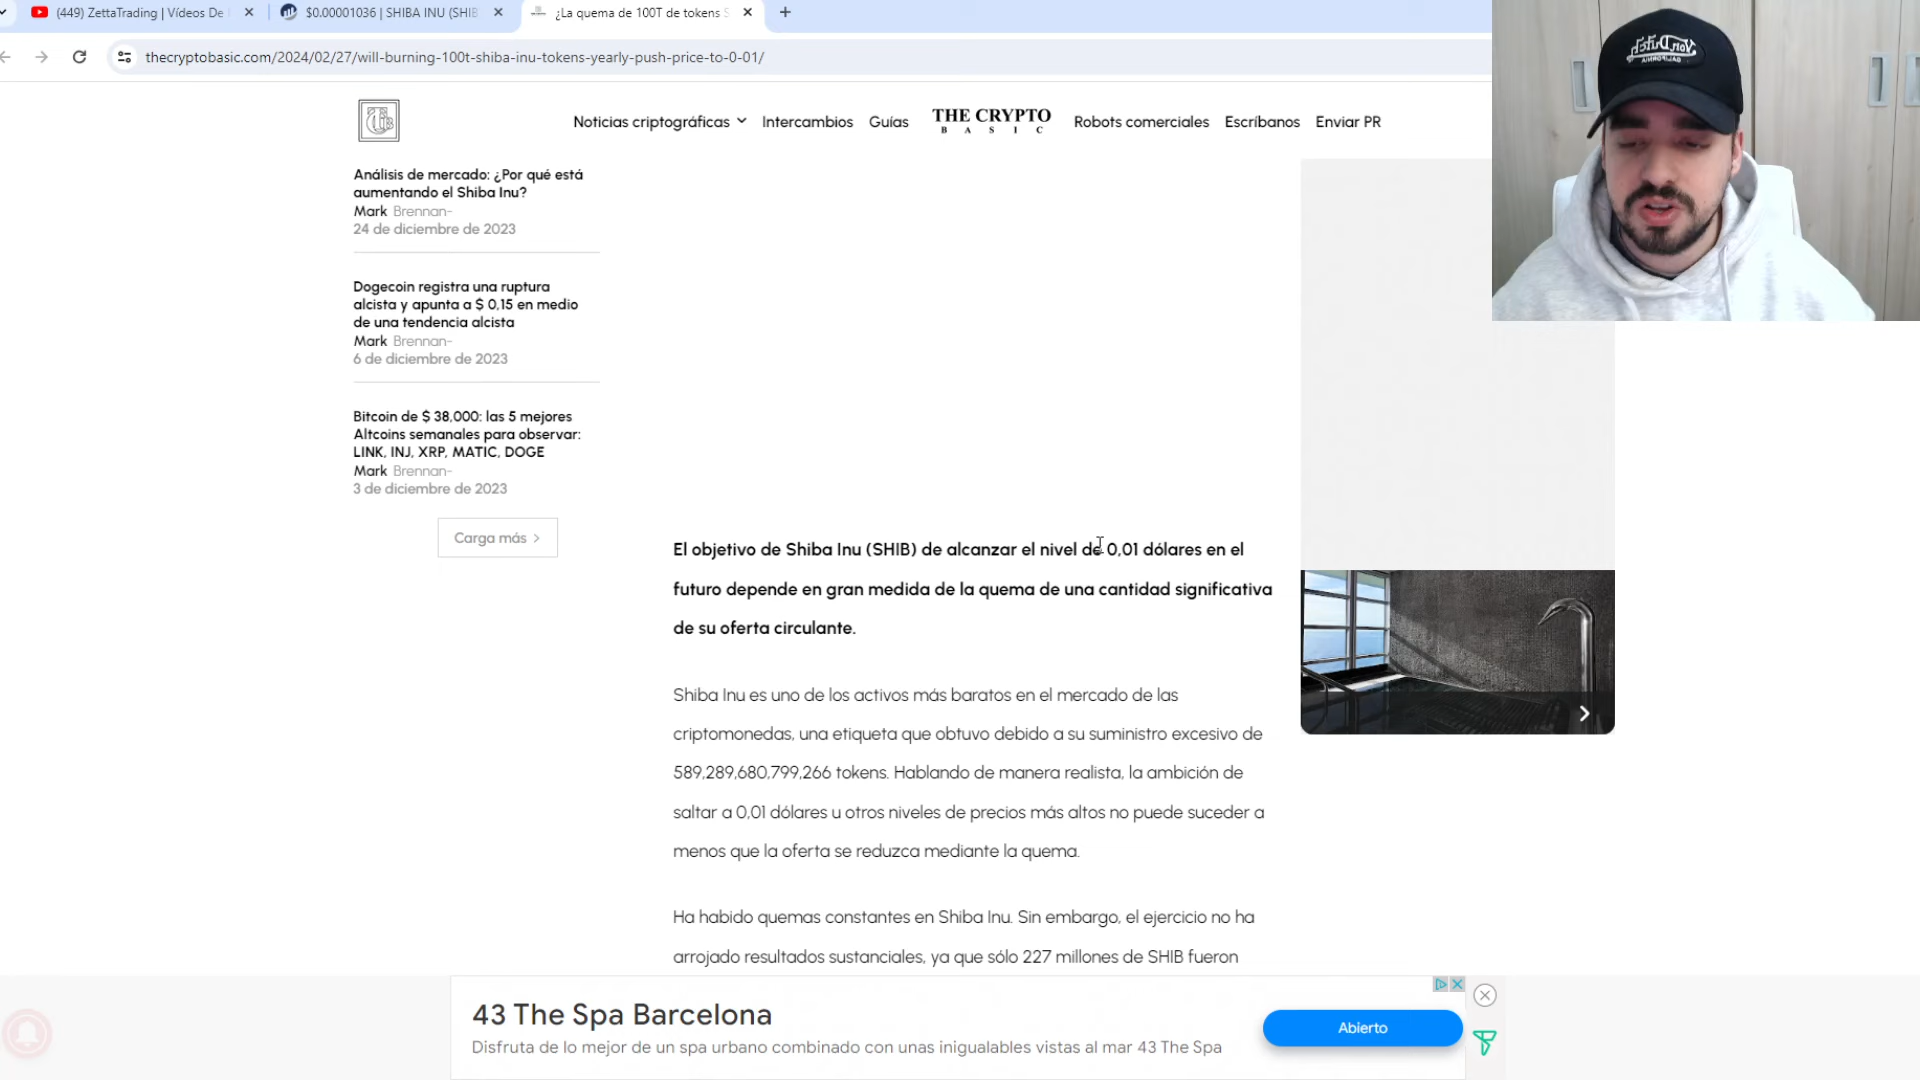 (449) ZettaTrading | Vídeos De
$0.00001036 | SHIBA INU (SHIB
¿La quema de 100T de tokens S
thecryptobasic.com/2024/02/27/will-burning-100t-shiba-inu-tokens-yearly-push-price-to-0-01/
Noticias criptográficas
Intercambios
Guías
THE CRYPTO
BASIC
Robots comerciales
Escríbanos
Enviar PR
Von Dutch
CALIFORNIA
Análisis de mercado: ¿Por qué está
aumentando el Shiba Inu?
Mark Brennan-
24 de diciembre de 2023
Dogecoin registra una ruptura
alcista y apunta a $ 0,15 en medio
de una tendencia alcista
Mark Brennan-
6 de diciembre de 2023
Bitcoin de $ 38,000: las 5 mejores
Altcoins semanales para observar:
LINK, INJ, XRP, MATIC, DOGE
Mark Brennan-
3 de diciembre de 2023
Carga más >
El objetivo de Shiba Inu (SHIB) de alcanzar el nivel de 0,01 dólares en el
futuro depende en gran medida de la quema de una cantidad significativa
de su oferta circulante.
Shiba Inu es uno de los activos más baratos en el mercado de las
criptomonedas, una etiqueta que obtuvo debido a su suministro excesivo de
589,289,680,799,266 tokens. Hablando de manera realista, la ambición de
saltar a 0,01 dólares u otros niveles de precios más altos no puede suceder a
menos que la oferta se reduzca mediante la quema.
Ha habido quemas constantes en Shiba Inu. Sin embargo, el ejercicio no ha
arrojado resultados sustanciales, ya que sólo 227 millones de SHIB fueron
43 The Spa Barcelona
Disfruta de lo mejor de un spa urbano combinado con unas inigualables vistas al mar 43 The Spa
Abierto